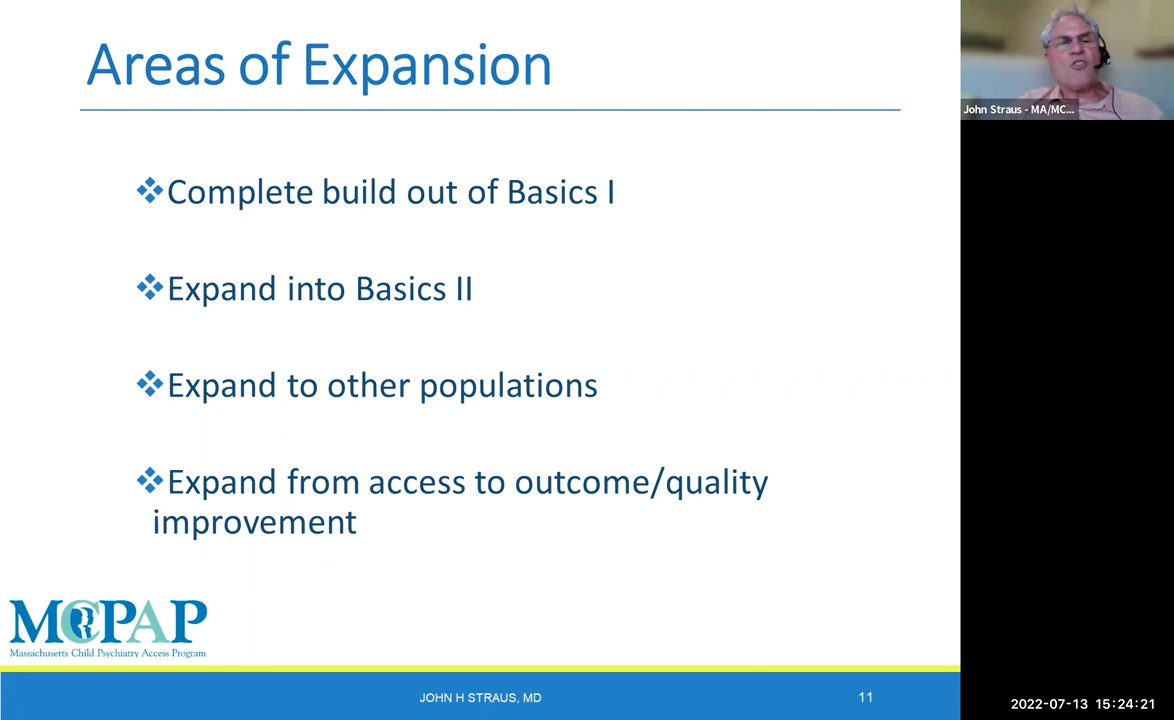 Areas of Expansion
❖Complete build out of Basics I
❖Expand into Basics II
❖Expand to other populations
❖Expand from access to outcome/quality
improvement
MCPAP
Massachusetts Child Psychiatry Access Program
JOHN H STRAUS, MD
11
John Straus - MA/MC...
2022-07-13 15:24:21